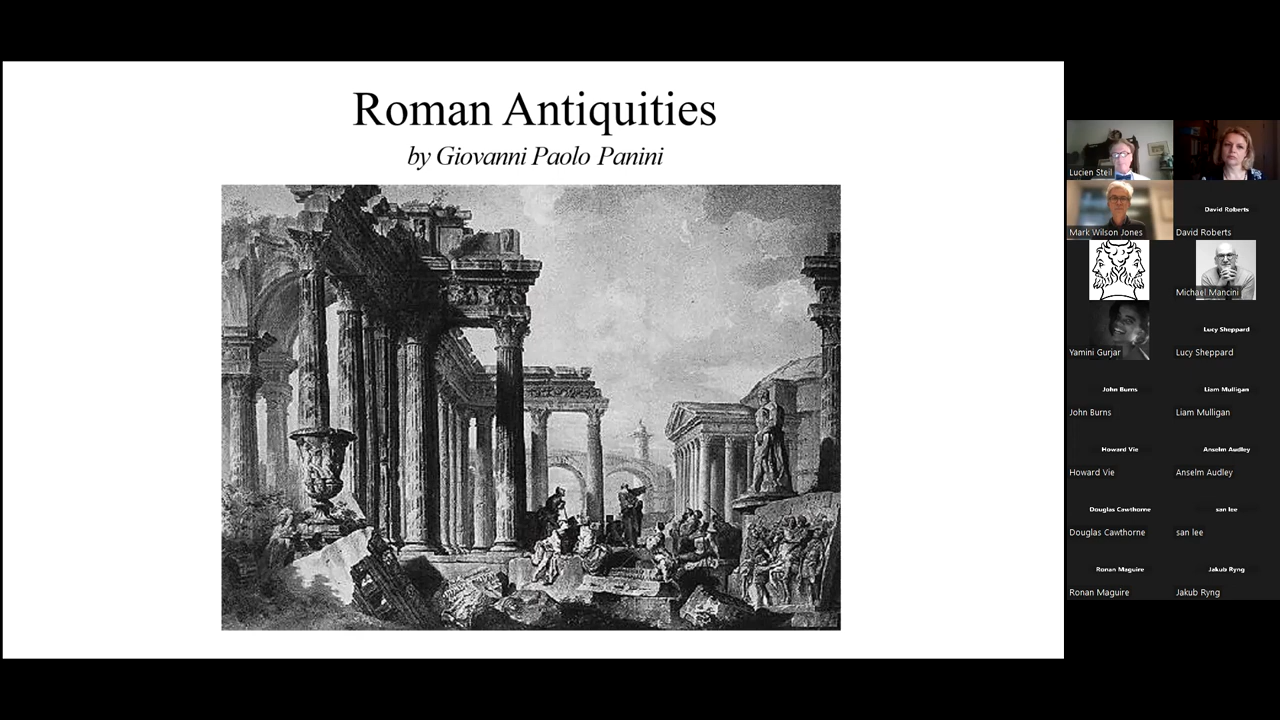 Roman Antiquities
by Giovanni Paolo Panini
Lucien Steil
Mark Wilson Jones
David Roberts
David Roberts
Michael Mancini
Yamini Gurjar
Lucy Sheppard
Lucy Sheppard
John Burns
John Burns
Liam Mulligan
Liam Mulligan
Howard Vie
Howard Vie
Anselm Audley
Anselm Audley
Douglas Cawthorne
Douglas Cawthorne
san lee
san lee
Ronan Maguire
Ronan Maguire
Jakub Ryng
Jakub Ryng